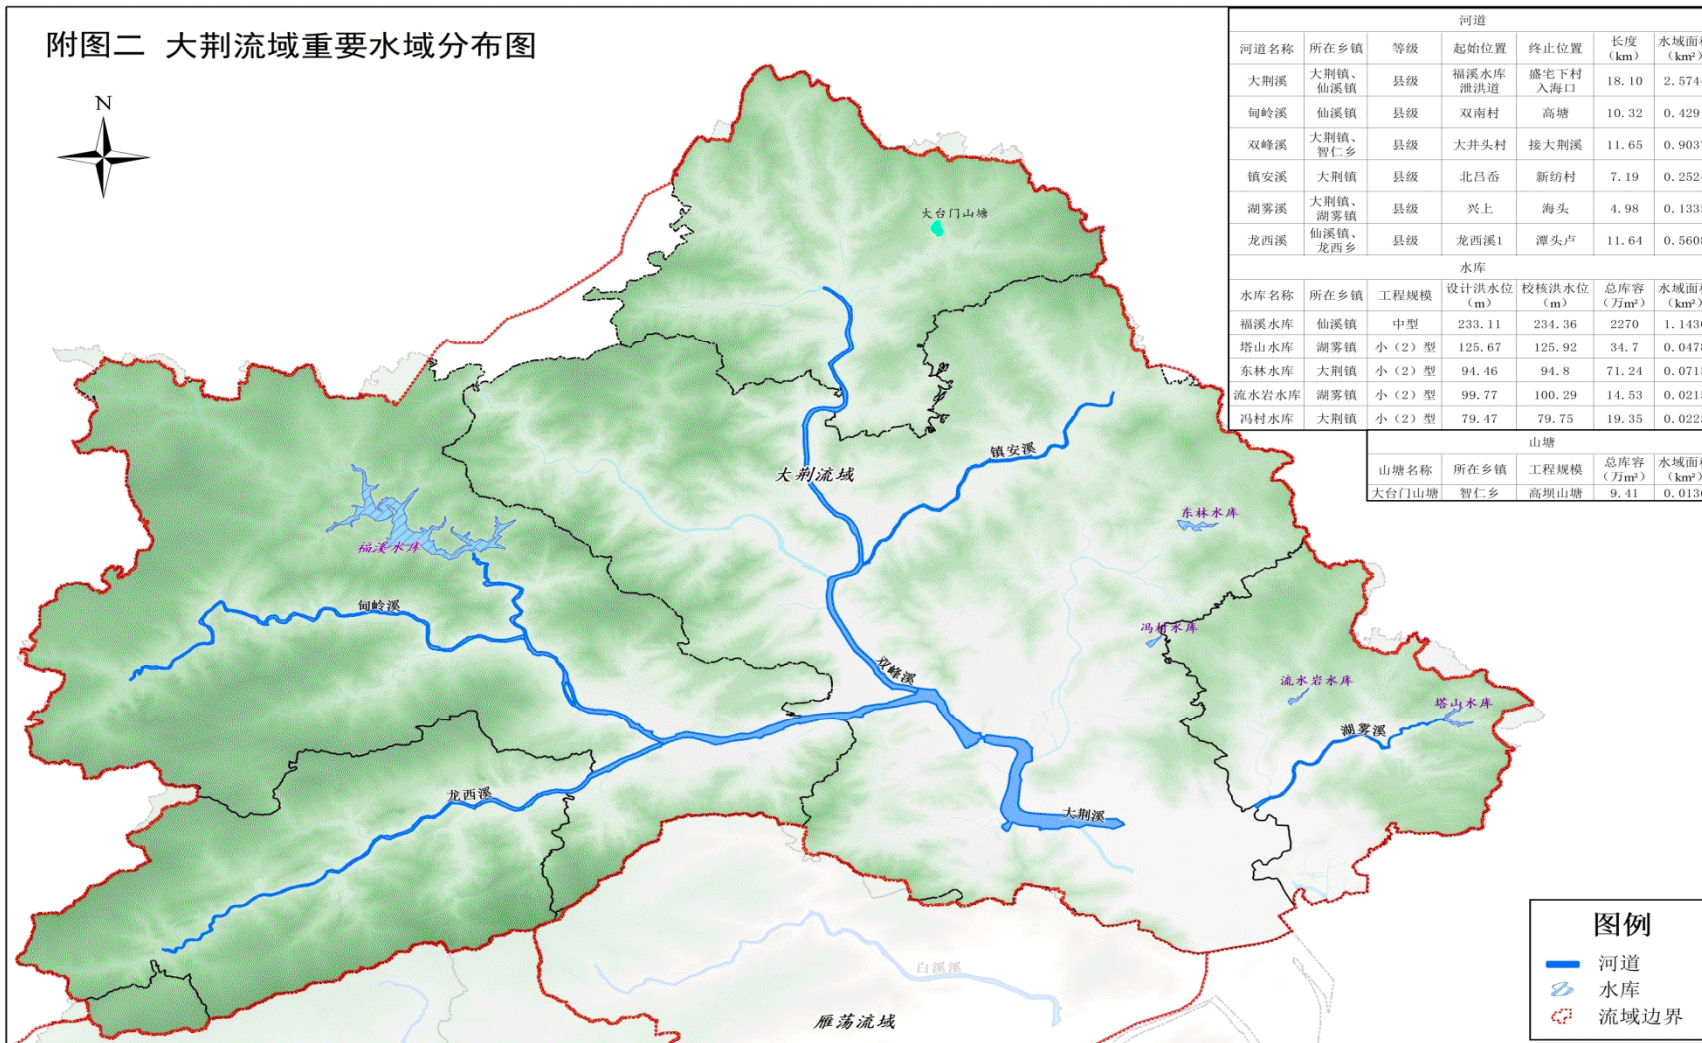 附图二 大荆流域重要水域分布图
N
河道
河道名称 所在乡镇 等级 起始位置 终止位置 长度（km） 水域面积（km²）
大荆溪 大荆镇、仙溪镇 县级 福溪水库泄洪道 盛宅下村入海口 18.10 2.574
甸岭溪 仙溪镇 县级 双南村 高塘 10.32 0.429
双峰溪 大荆镇、智仁乡 县级 大井头村 接大荆溪 11.65 0.903
镇安溪 大荆镇 县级 北吕岙 新纺村 7.19 0.252
湖雾溪 大荆镇、湖雾镇 县级 兴上 海头 4.98 0.133
龙西溪 仙溪镇、龙西乡 县级 龙西溪1 潭头卢 11.64 0.560
水库
水库名称 所在乡镇 工程规模 设计洪水位（m） 校核洪水位（m） 总库容（万m³） 水域面积（km²）
福溪水库 仙溪镇 中型 233.11 234.36 2270 1.143
塔山水库 湖雾镇 小（2）型 125.67 125.92 34.7 0.047
东林水库 大荆镇 小（2）型 94.46 94.8 71.24 0.071
流水岩水库 湖雾镇 小（2）型 99.77 100.29 14.53 0.021
冯村水库 大荆镇 小（2）型 79.47 79.75 19.35 0.022
山塘
山塘名称 所在乡镇 工程规模 总库容（万m³） 水域面积（km²）
大台门山塘 智仁乡 高坝山塘 9.41 0.013
大台门山塘
镇安溪
大荆流域
东林水库
福溪水库
甸岭溪
冯村水库
双峰溪
流水岩水库
塔山水库
湖雾溪
龙西溪
大荆溪
白溪溪
雁荡流域
图例
河道
水库
流域边界